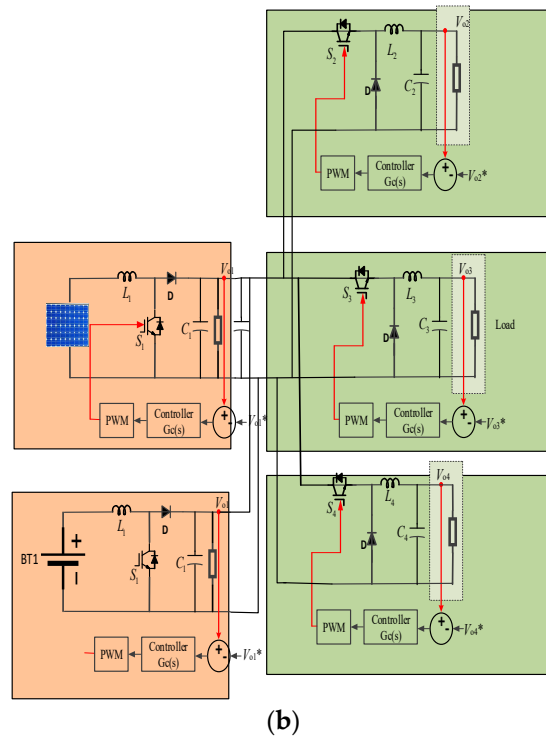 Vo2
S2
L2
C2
D
PWM
Controller
Gc(s)
+
-
Vo2*
Vo1
L1
D
S1
C1
PWM
Controller
Gc(s)
+
-
Vo1*
Vo3
S3
L3
C3
D
Load
PWM
Controller
Gc(s)
+
-
Vo3*
Vo1
L1
D
BT1
+
S1
C1
PWM
Controller
Gc(s)
+
-
Vo1*
Vo4
S4
L4
C4
D
PWM
Controller
Gc(s)
+
-
Vo4*
(b)